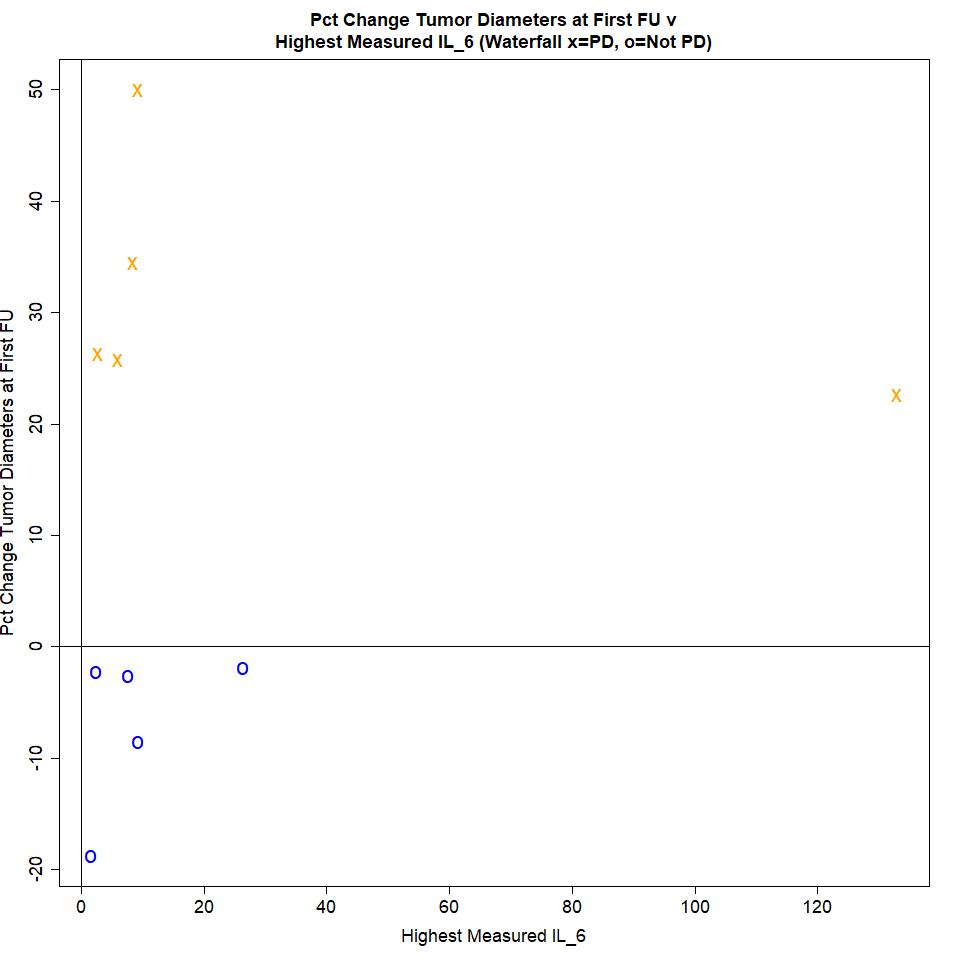 Pct Change Tumor Diameters at First FU v
Highest Measured IL_6 (Waterfall x=PD, o=Not PD)
Pct Change Tumor Diameters at First FU
50
40
30
20
10
0
-10
-20
x
x
x
x
x
o
o
o
o
o
0 20 40 60 80 100 120
Highest Measured IL_6